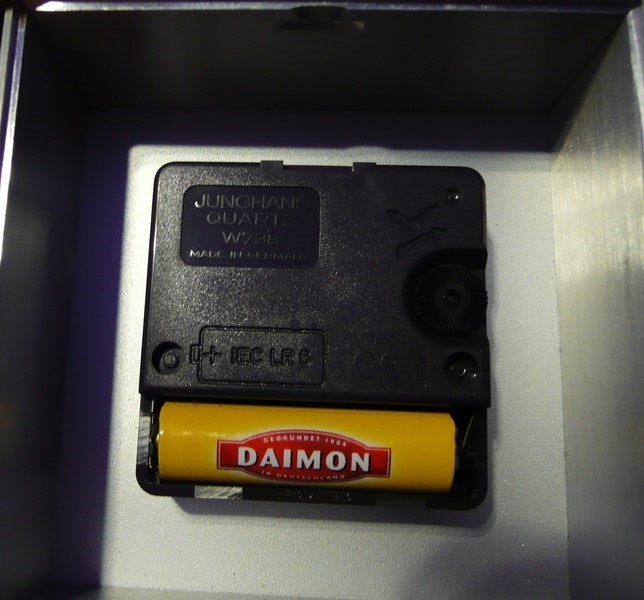 JUNGHANS
QUARTZ
W738
MADE IN GERMANY
+ IEC LR 6
GEGRÜNDET 1904
DAIMON
IN DEUTSCHLAND